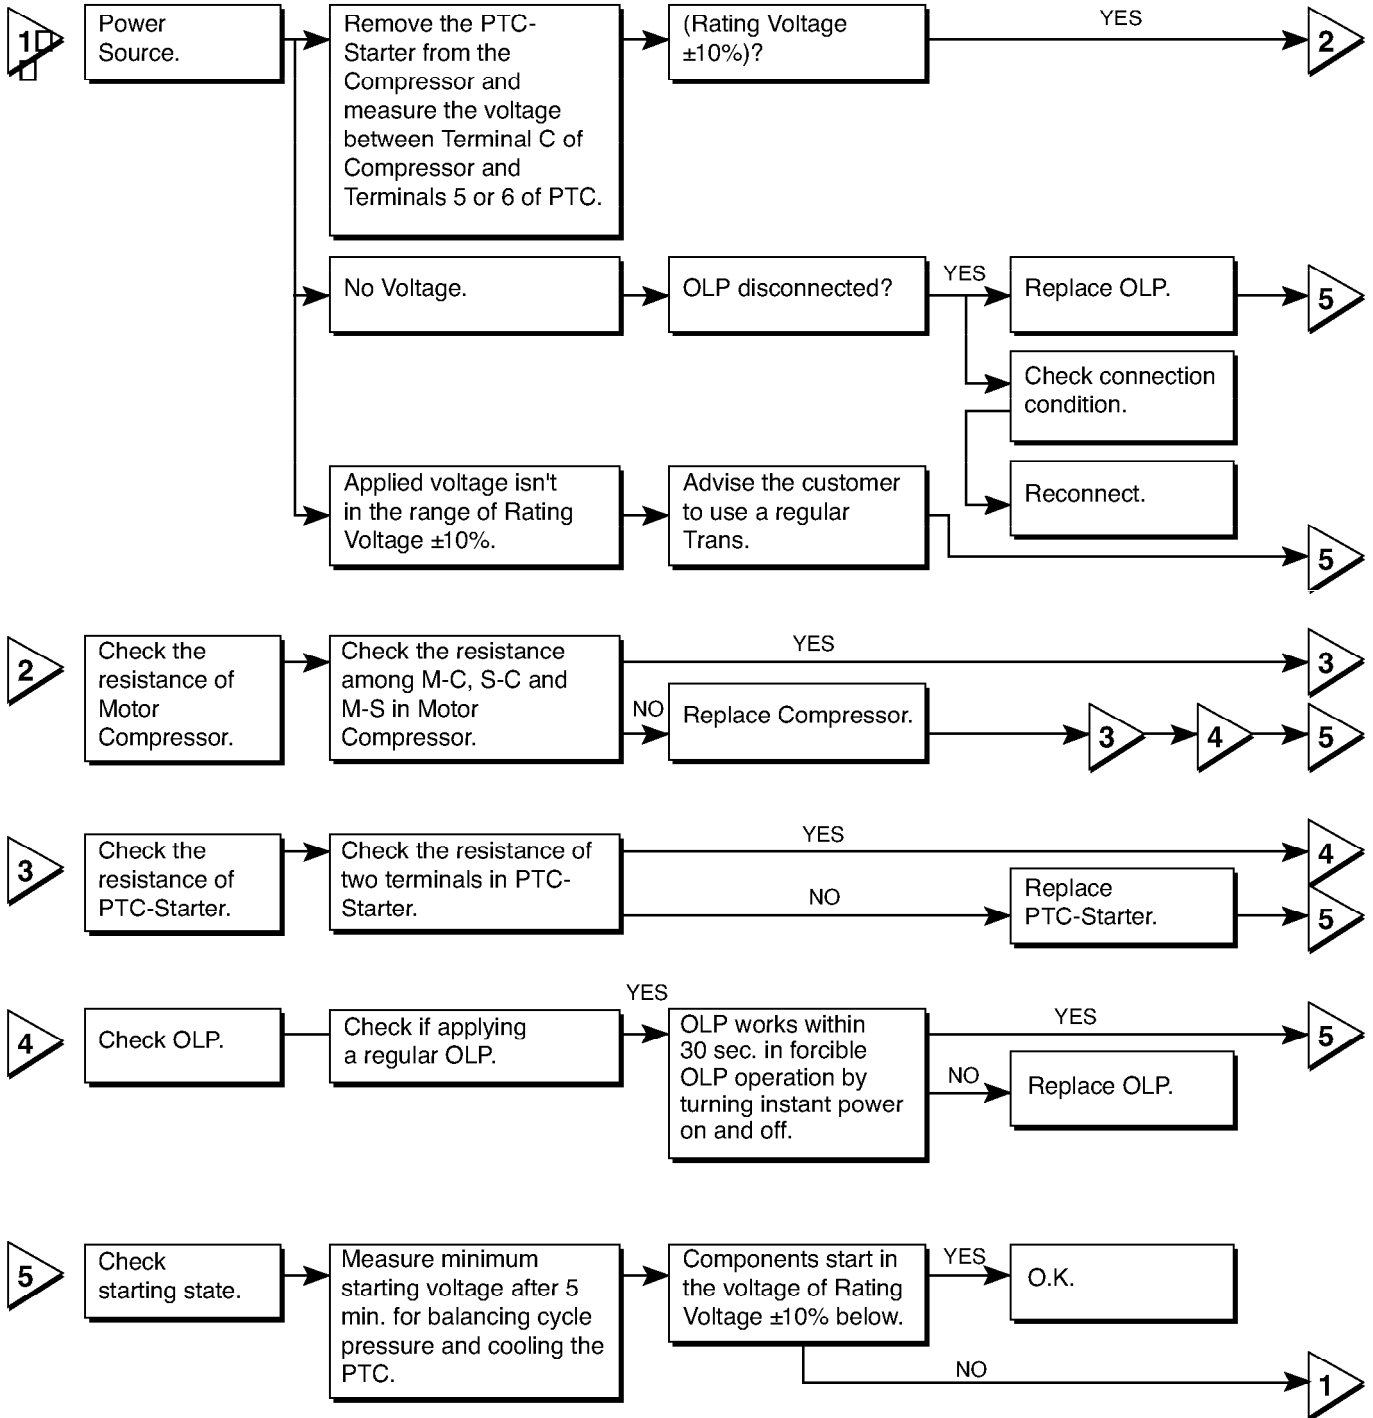 1
Power
Source.
Remove the PTC-
Starter from the
Compressor and
measure the voltage
between Terminal C of
Compressor and
Terminals 5 or 6 of PTC.
(Rating Voltage
±10%)?
YES
2
No Voltage.
OLP disconnected?
YES
Replace OLP.
5
Check connection
condition.
Reconnect.
Applied voltage isn't
in the range of Rating
Voltage ±10%.
Advise the customer
to use a regular
Trans.
5
2
Check the
resistance of
Motor
Compressor.
Check the resistance
among M-C, S-C and
M-S in Motor
Compressor.
YES
3
NO
Replace Compressor.
3
4
5
3
Check the
resistance of
PTC-Starter.
Check the resistance of
two terminals in PTC-
Starter.
YES
4
NO
Replace
PTC-Starter.
5
4
Check OLP.
Check if applying
a regular OLP.
YES
OLP works within
30 sec. in forcible
OLP operation by
turning instant power
on and off.
YES
5
NO
Replace OLP.
5
Check
starting state.
Measure minimum
starting voltage after 5
min. for balancing cycle
pressure and cooling the
PTC.
Components start in
the voltage of Rating
Voltage ±10% below.
YES
O.K.
NO
1